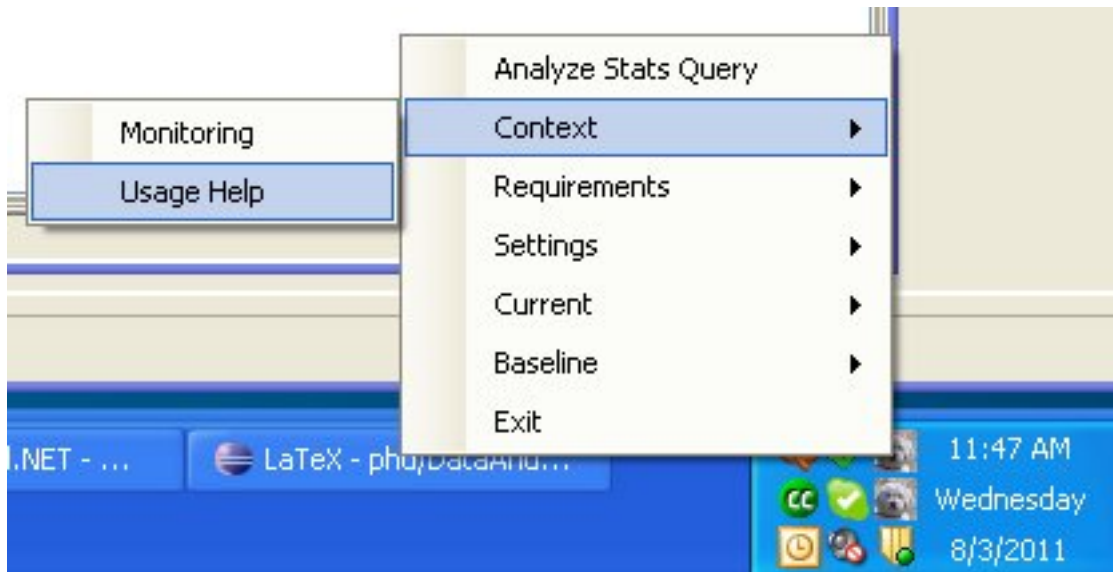 Analyze Stats Query
Context
Requirements
Settings
Current
Baseline
Exit
Monitoring
Usage Help
.NET - ...
LaTeX - phd/DataAnd...
11:47 AM
Wednesday
8/3/2011
cc